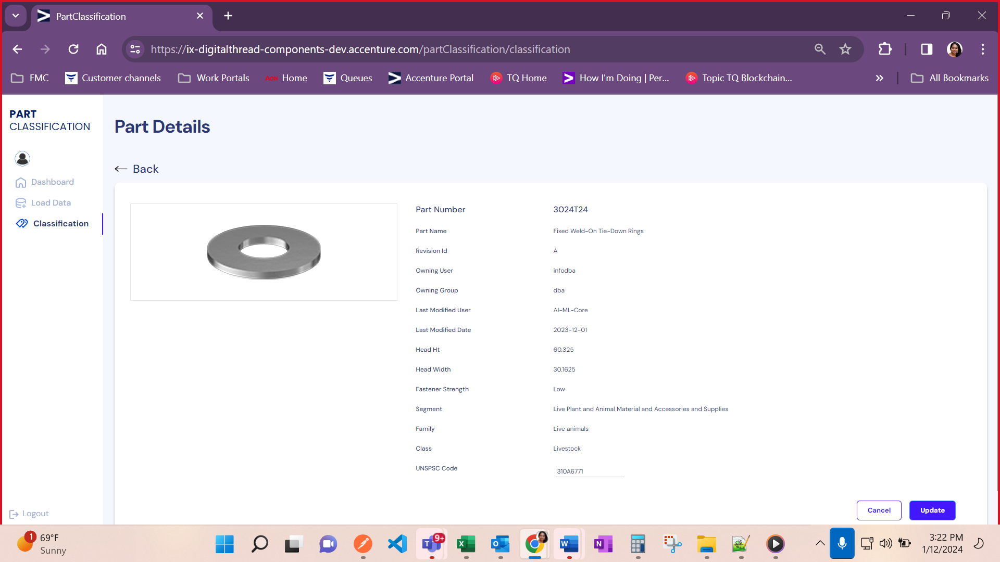 PartClassification
https://ix-digitalthread-components-dev.accenture.com/partClassification/classification
FMC
Customer channels
Work Portals
AON Home
Queues
Accenture Portal
TQ Home
How I'm Doing | Per...
Topic TQ Blockchain...
All Bookmarks
PART
CLASSIFICATION
Dashboard
Load Data
Classification
Logout
Part Details
Back
Part Number 3024T24
Part Name Fixed Weld-On Tie-Down Rings
Revision Id A
Owning User infodba
Owning Group dba
Last Modified User AI-ML-Core
Last Modified Date 2023-12-01
Head Ht 60.325
Head Width 30.1625
Fastener Strength Low
Segment Live Plant and Animal Material and Accessories and Supplies
Family Live animals
Class Livestock
UNSPSC Code 310A6771
Cancel Update
1
69°F
Sunny
T
9+
X
O
W
N
3:22 PM
1/12/2024